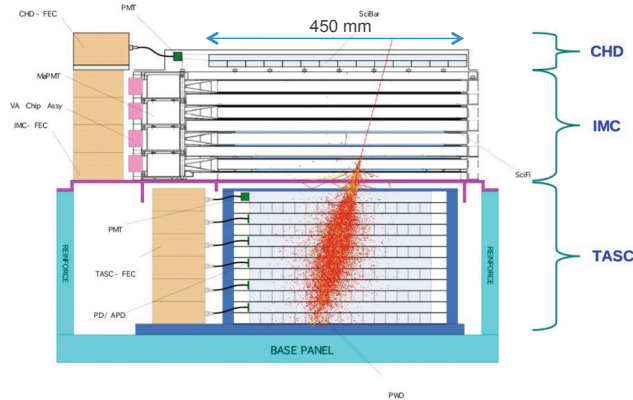 CHD - FEC
PMT
450 mm
SciBar
CHD
MaPMT
VA Chip Assy
IMC- FEC
IMC
SciFi
REINFORCE
PMT
TASC- FEC
PD/ APD
TASC
REINFORCE
BASE PANEL
PWO